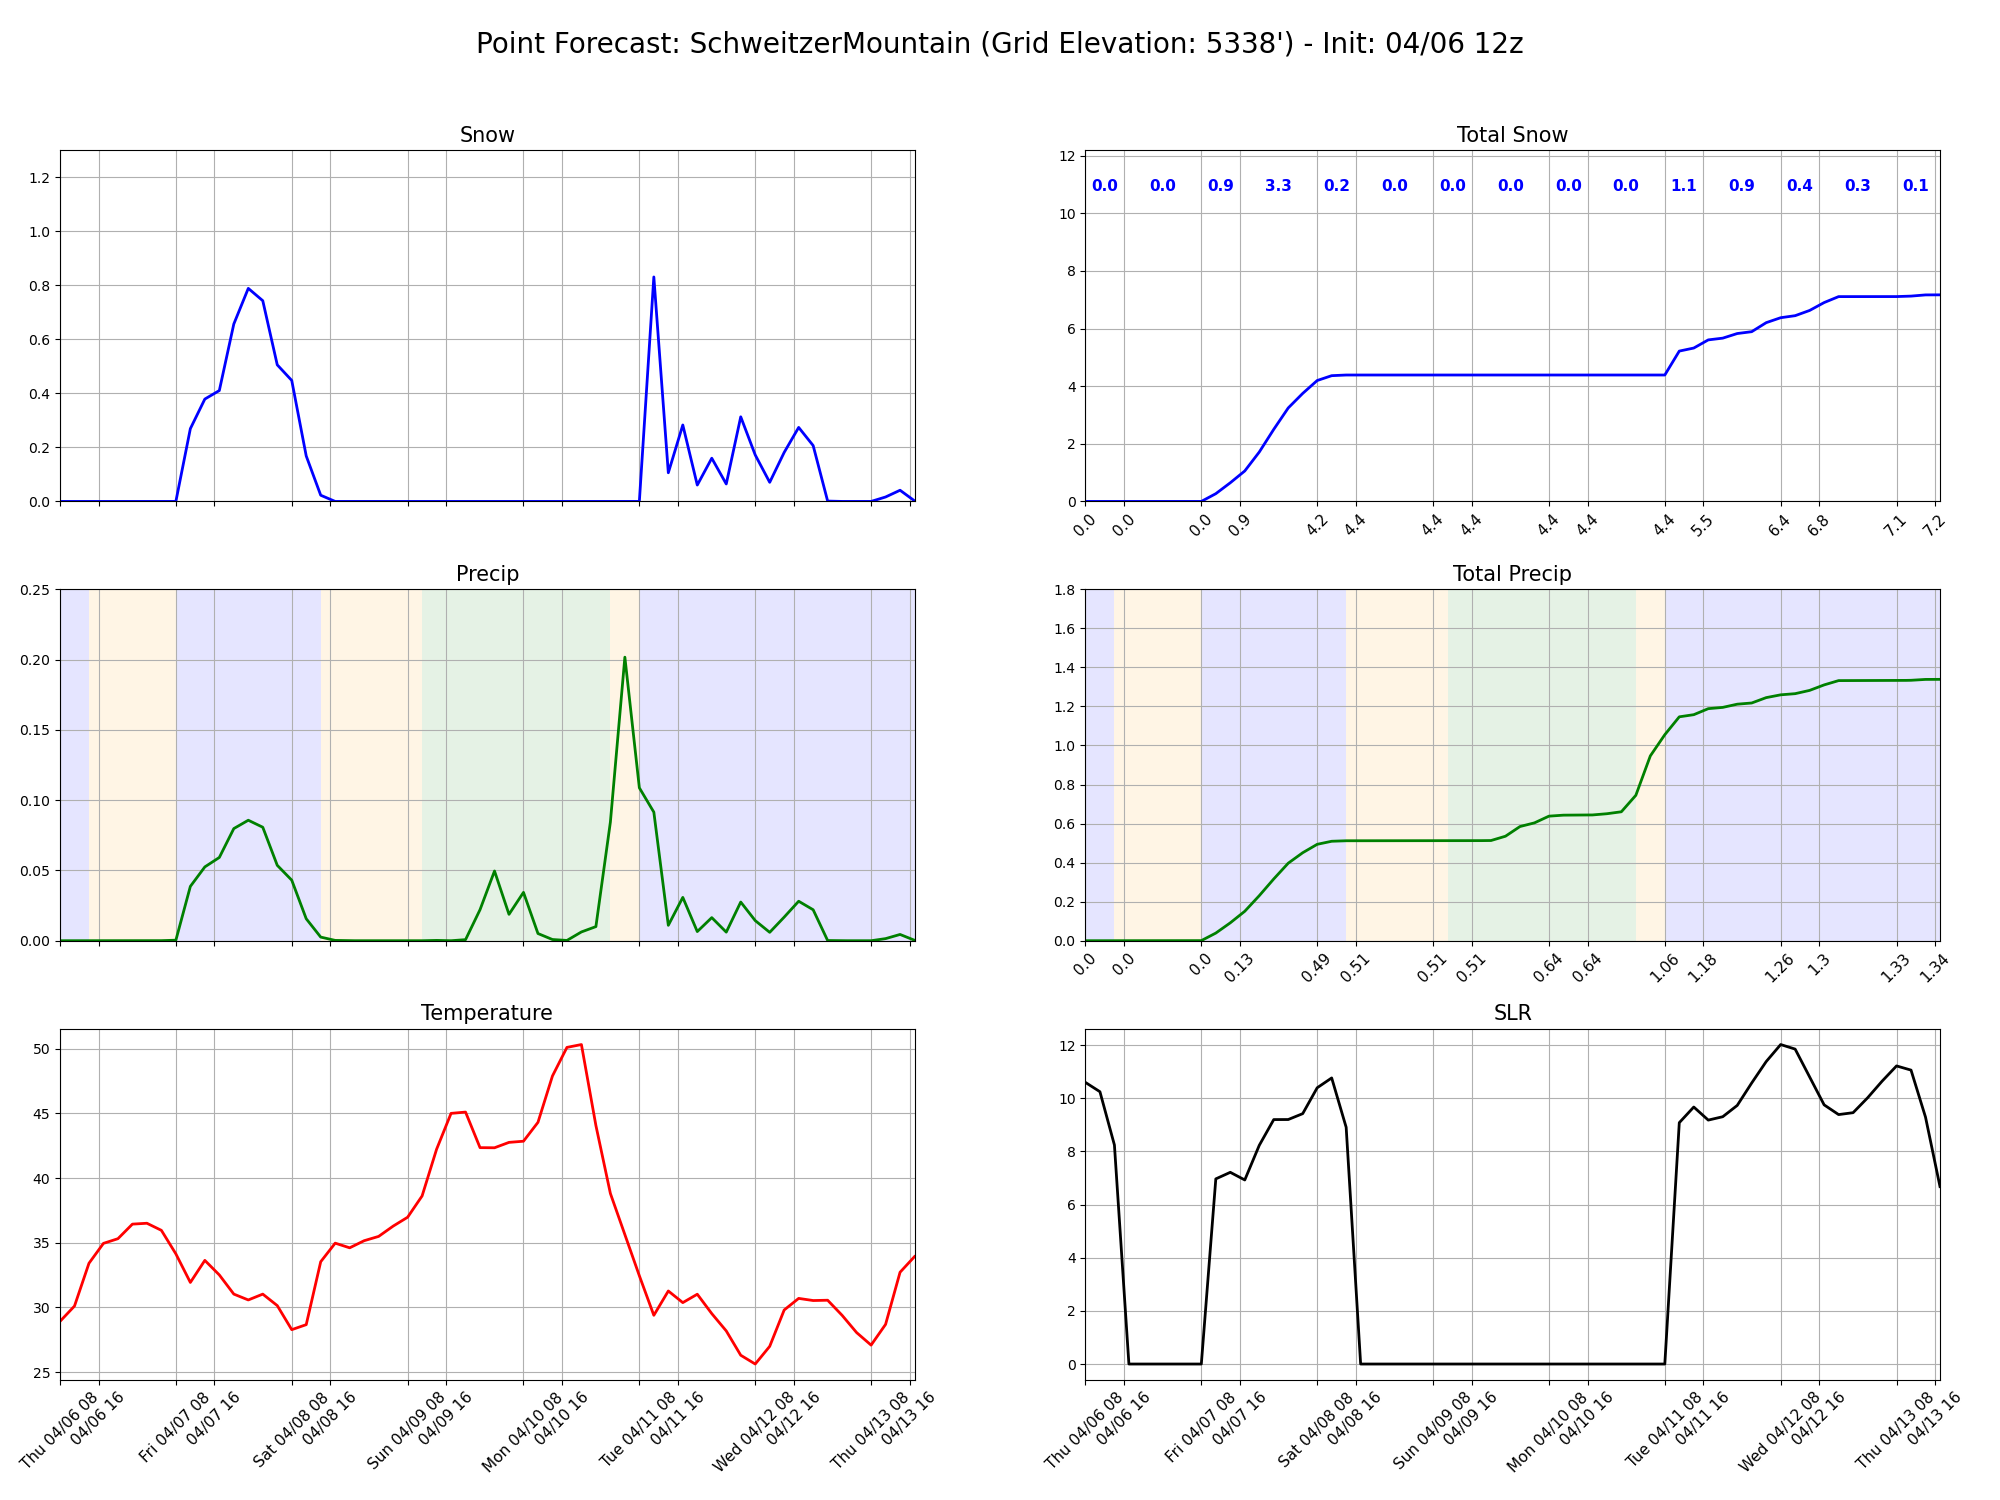 Point Forecast: SchweitzerMountain (Grid Elevation: 5338') - Init: 04/06 12z
Snow
1.2
1.0
0.8
0.6
0.4
0.2
0.0
Total Snow
12
10
8
6
4
2
0
0.0 0.0 0.9 3.3 0.2 0.0 0.0 0.0 0.0 0.0 1.1 0.9 0.4 0.3 0.1
0.0 0.0 0.0 0.9 4.2 4.4 4.4 4.4 4.4 4.4 4.4 5.5 6.4 6.8 7.1 7.2
Precip
0.25
0.20
0.15
0.10
0.05
0.00
Total Precip
1.8
1.6
1.4
1.2
1.0
0.8
0.6
0.4
0.2
0.0
0.0 0.0 0.0 0.13 0.49 0.51 0.51 0.51 0.64 0.64 1.06 1.18 1.26 1.3 1.33 1.34
Temperature
50
45
40
35
30
25
Thu 04/06 08
04/06 16
Fri 04/07 08
04/07 16
Sat 04/08 08
04/08 16
Sun 04/09 08
04/09 16
Mon 04/10 08
04/10 16
Tue 04/11 08
04/11 16
Wed 04/12 08
04/12 16
Thu 04/13 08
04/13 16
SLR
12
10
8
6
4
2
0
Thu 04/06 08
04/06 16
Fri 04/07 08
04/07 16
Sat 04/08 08
04/08 16
Sun 04/09 08
04/09 16
Mon 04/10 08
04/10 16
Tue 04/11 08
04/11 16
Wed 04/12 08
04/12 16
Thu 04/13 08
04/13 16